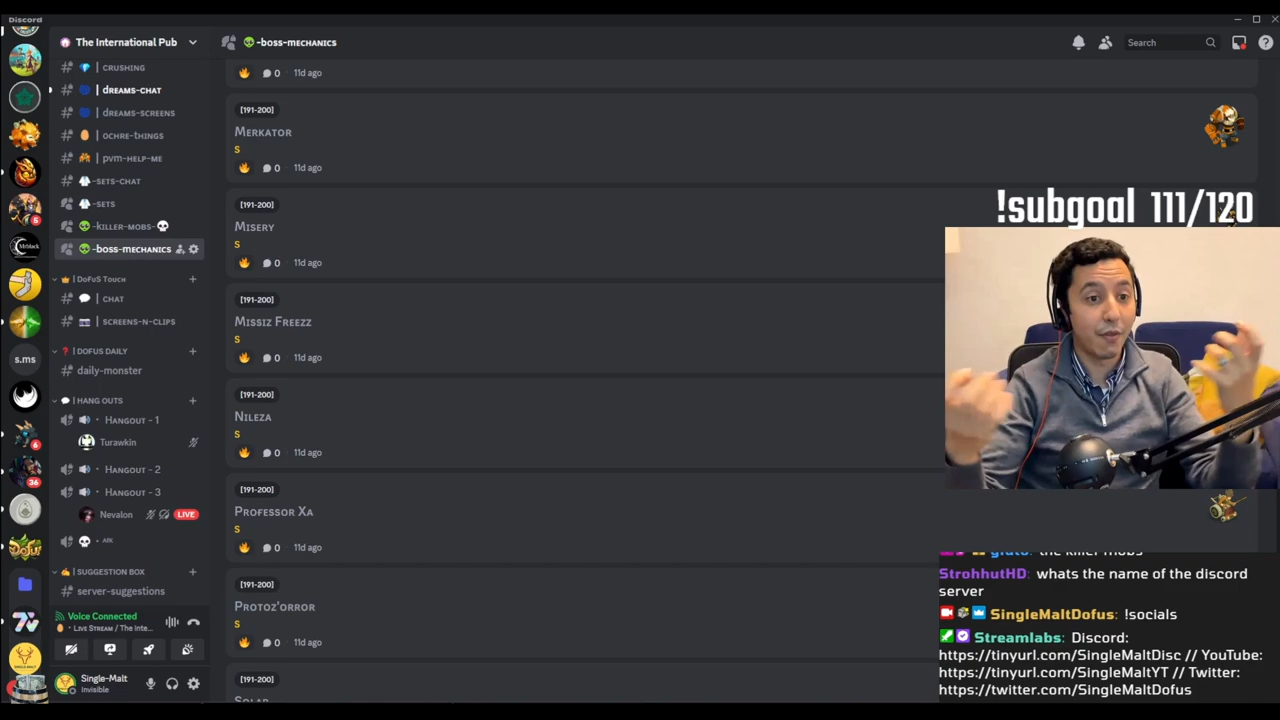 Discord
The International Pub
-BOSS-MECHANICS
Search
CRUSHING
DREAMS-CHAT
DREAMS-SCREENS
OCHRE-THINGS
PVM-HELP-ME
-SETS-CHAT
-SETS
-KILLER-MOBS-
-BOSS-MECHANICS
DOFUS TOUCH
CHAT
SCREENS-N-CLIPS
DOFUS DAILY
daily-monster
HANG OUTS
HANGOUT - 1
Turawkin
HANGOUT - 2
HANGOUT - 3
Nevalon
LIVE
AFK
SUGGESTION BOX
server-suggestions
Voice Connected
LIVE STREAM / THE INTE...
Single-Malt
Invisible
s.ms
5
6
36
0 · 11d ago
[191-200]
MERKATOR
S
0 · 11d ago
[191-200]
MISERY
S
0 · 11d ago
[191-200]
MISSIZ FREEZZ
S
0 · 11d ago
[191-200]
NILEZA
S
0 · 11d ago
[191-200]
PROFESSOR XA
S
0 · 11d ago
[191-200]
PROTOZ'ORROR
S
0 · 11d ago
[191-200]
!subgoal 111/120
the killer mobs
StrohhutHD: whats the name of the discord
server
SingleMaltDofus: !socials
Streamlabs: Discord:
https://tinyurl.com/SingleMaltDisc // YouTube:
https://tinyurl.com/SingleMaltYT // Twitter:
https://twitter.com/SingleMaltDofus